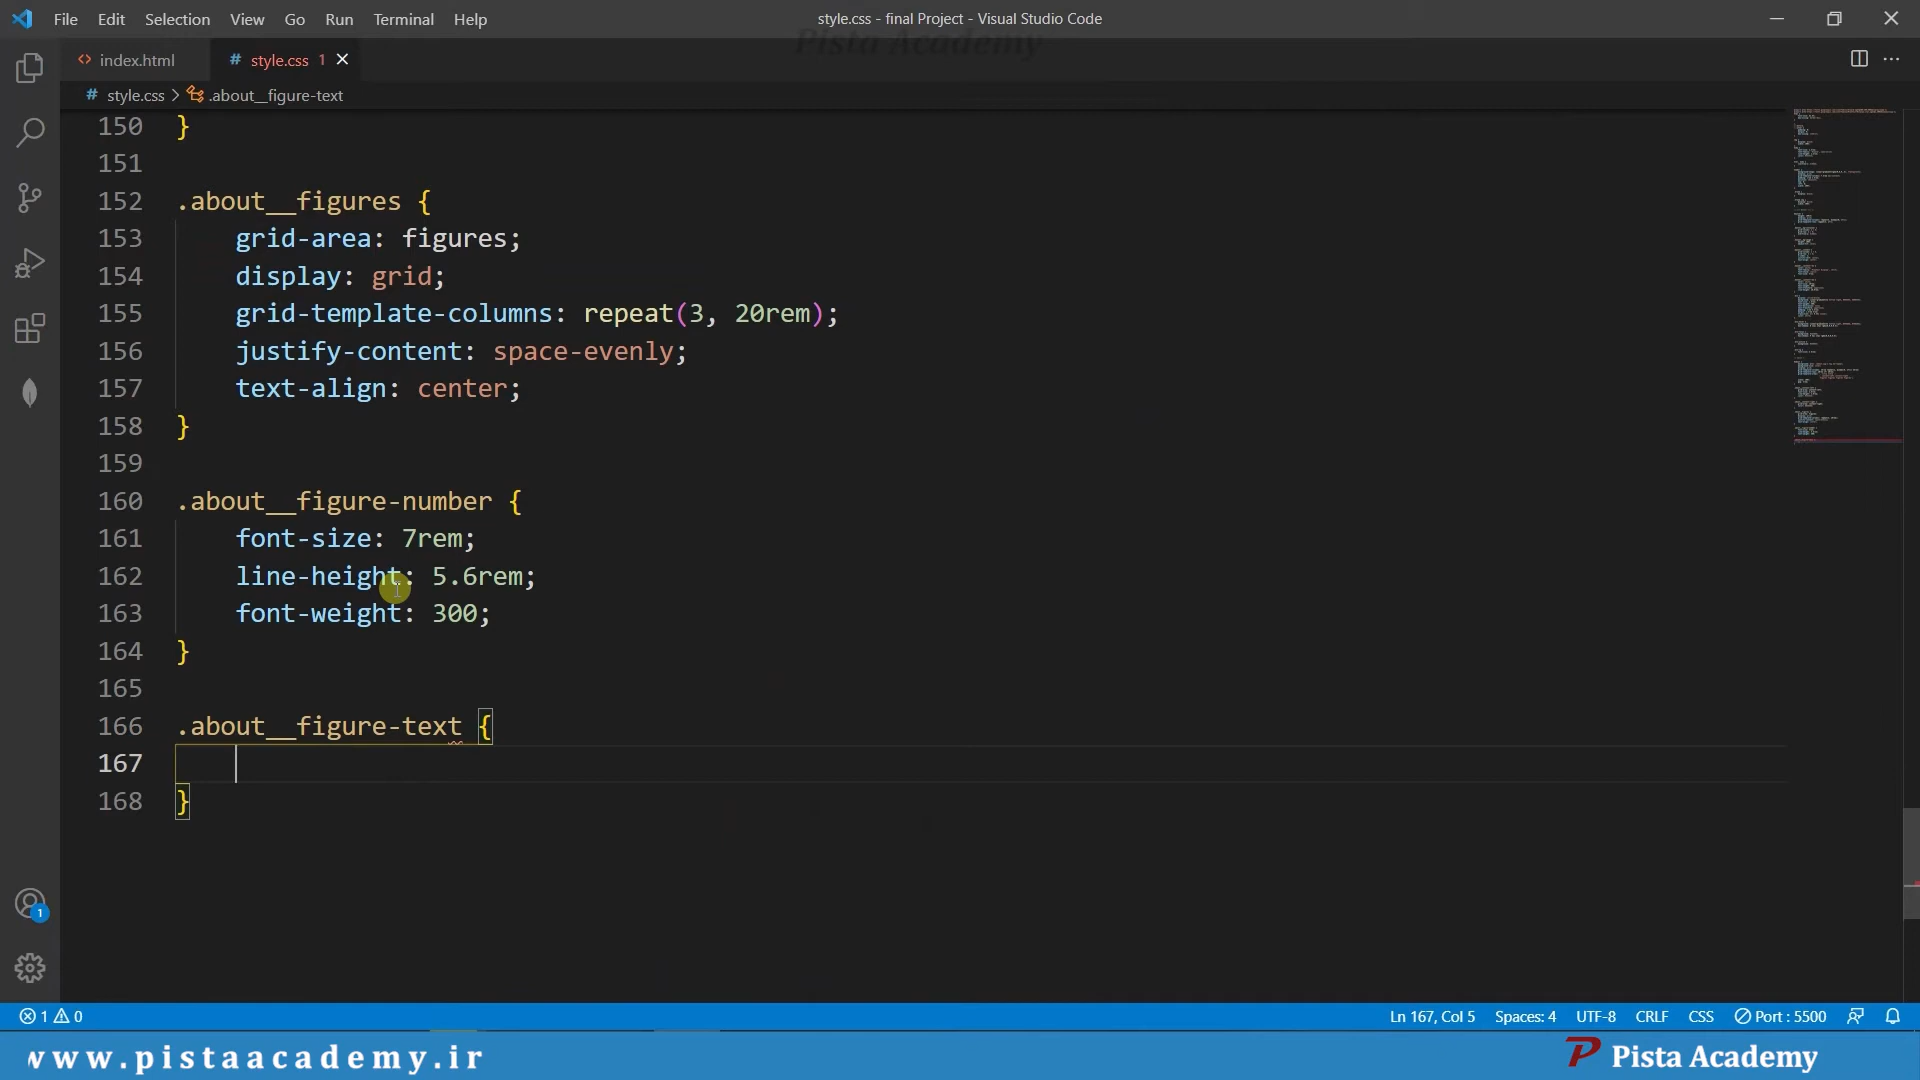 File Edit Selection View Go Run Terminal Help
style.css - final Project - Visual Studio Code
Pista Academy
index.html
# style.css 1
# style.css > .about__figure-text
150 }
151
152 .about__figures {
153 grid-area: figures;
154 display: grid;
155 grid-template-columns: repeat(3, 20rem);
156 justify-content: space-evenly;
157 text-align: center;
158 }
159
160 .about__figure-number {
161 font-size: 7rem;
162 line-height: 5.6rem;
163 font-weight: 300;
164 }
165
166 .about__figure-text {
167
168 }
1
1 0
Ln 167, Col 5 Spaces: 4 UTF-8 CRLF CSS Port : 5500
www.pistaacademy.ir
Pista Academy